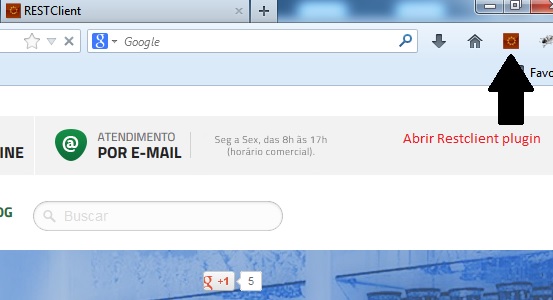 RESTClient
Google
Favo
ATENDIMENTO
POR E-MAIL
INE
Seg a Sex, das 8h às 17h
(horário comercial).
Abrir Restclient plugin
OG
Buscar
+1
5